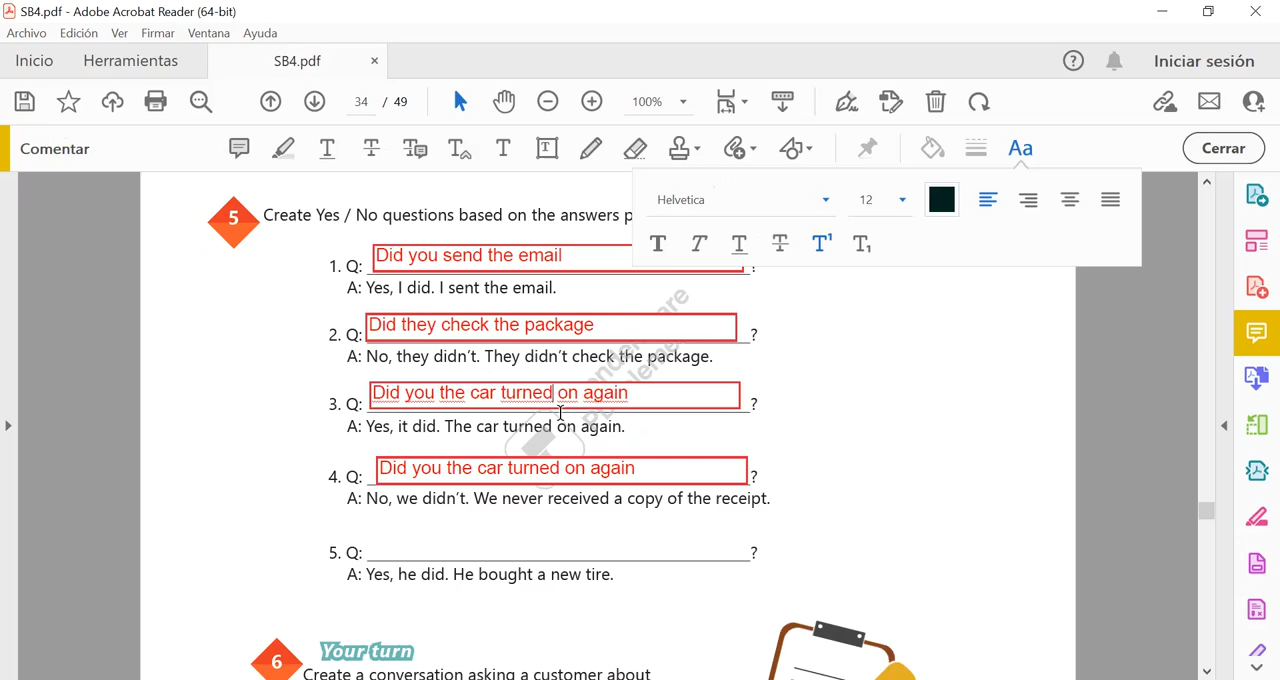 SB4.pdf - Adobe Acrobat Reader (64-bit)
Archivo Edición Ver Firmar Ventana Ayuda
Inicio Herramientas SB4.pdf × Iniciar sesión
34 / 49 100%
Comentar Aa Cerrar
Helvetica 12
5 Create Yes / No questions based on the answers p
1. Q: Did you send the email ?
A: Yes, I did. I sent the email.
2. Q: Did they check the package ?
A: No, they didn't. They didn't check the package.
3. Q: Did you the car turned on again ?
A: Yes, it did. The car turned on again.
4. Q: Did you the car turned on again ?
A: No, we didn't. We never received a copy of the receipt.
5. Q: ?
A: Yes, he did. He bought a new tire.
6 Your turn
Create a conversation asking a customer about